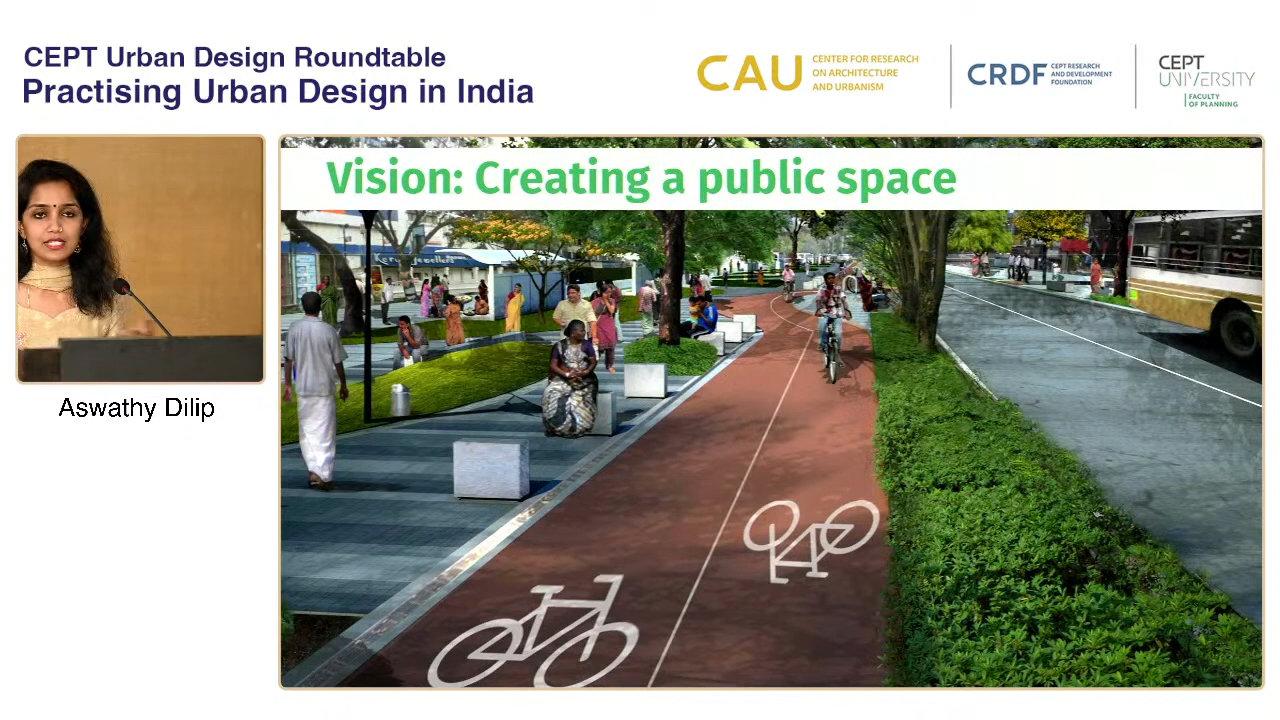 CEPT Urban Design Roundtable
Practising Urban Design in India
CAU
CENTER FOR RESEARCH
ON ARCHITECTURE
AND URBANISM
CRDF
CEPT RESEARCH
AND DEVELOPMENT
FOUNDATION
CEPT
UNIVERSITY
FACULTY
OF PLANNING
Vision: Creating a public space
Jewellers
Aswathy Dilip